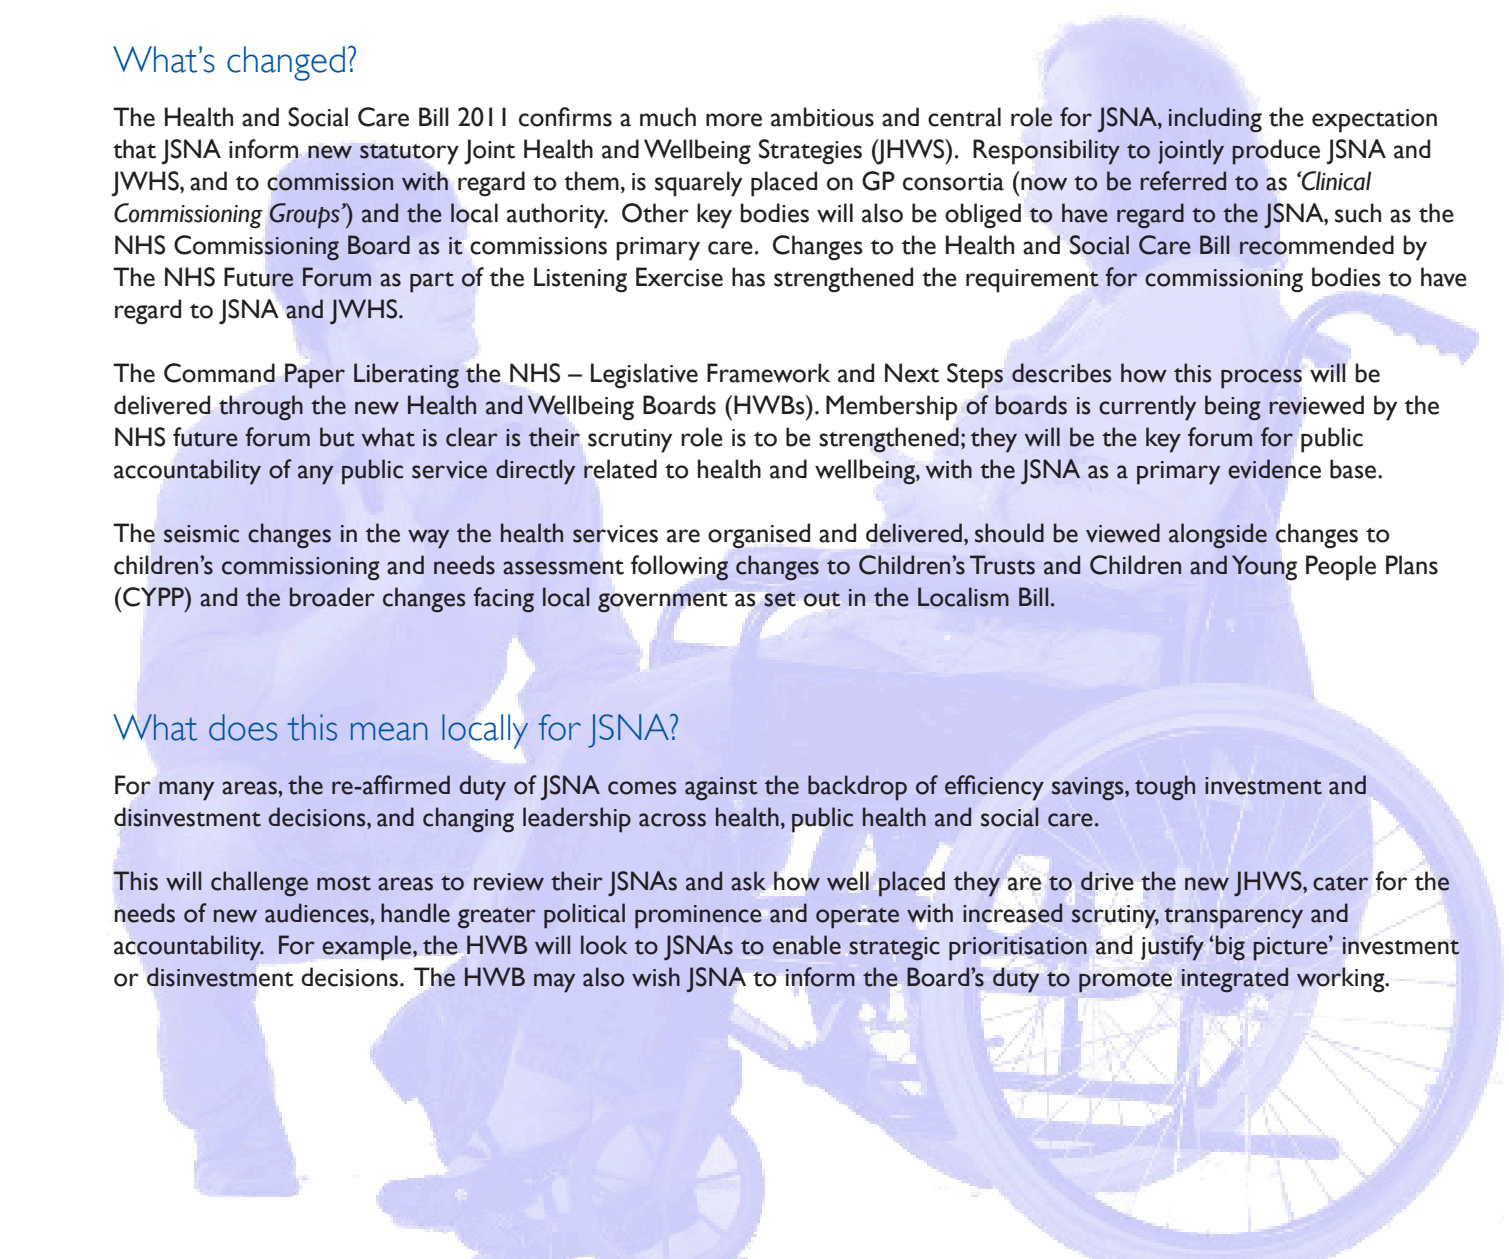 What’s changed?
The Health and Social Care Bill 2011 confirms a much more ambitious and central role for JSNA, including the expectation
that JSNA inform new statutory Joint Health and Wellbeing Strategies (JHWS).  Responsibility to jointly produce JSNA and
JWHS, and to commission with regard to them, is squarely placed on GP consortia (now to be referred to as ‘Clinical
Commissioning Groups’) and the local authority.  Other key bodies will also be obliged to have regard to the JSNA, such as the
NHS Commissioning Board as it commissions primary care.  Changes to the Health and Social Care Bill recommended by
The NHS Future Forum as part of the Listening Exercise has strengthened the requirement for commissioning bodies to have
regard to JSNA and JWHS.
The Command Paper Liberating the NHS – Legislative Framework and Next Steps describes how this process will be
delivered through the new Health and Wellbeing Boards (HWBs). Membership of boards is currently being reviewed by the
NHS future forum but what is clear is their scrutiny role is to be strengthened; they will be the key forum for public
accountability of any public service directly related to health and wellbeing, with the JSNA as a primary evidence base.
The seismic changes in the way the health services are organised and delivered, should be viewed alongside changes to
children’s commissioning and needs assessment following changes to Children’s Trusts and Children and Young People Plans
(CYPP) and the broader changes facing local government as set out in the Localism Bill.
What does this mean locally for JSNA?
For many areas, the re-affirmed duty of JSNA comes against the backdrop of efficiency savings, tough investment and
disinvestment decisions, and changing leadership across health, public health and social care.
This will challenge most areas to review their JSNAs and ask how well placed they are to drive the new JHWS, cater for the
needs of new audiences, handle greater political prominence and operate with increased scrutiny, transparency and
accountability.  For example, the HWB will look to JSNAs to enable strategic prioritisation and justify ‘big picture’ investment
or disinvestment decisions.  The HWB may also wish JSNA to inform the Board’s duty to promote integrated working.